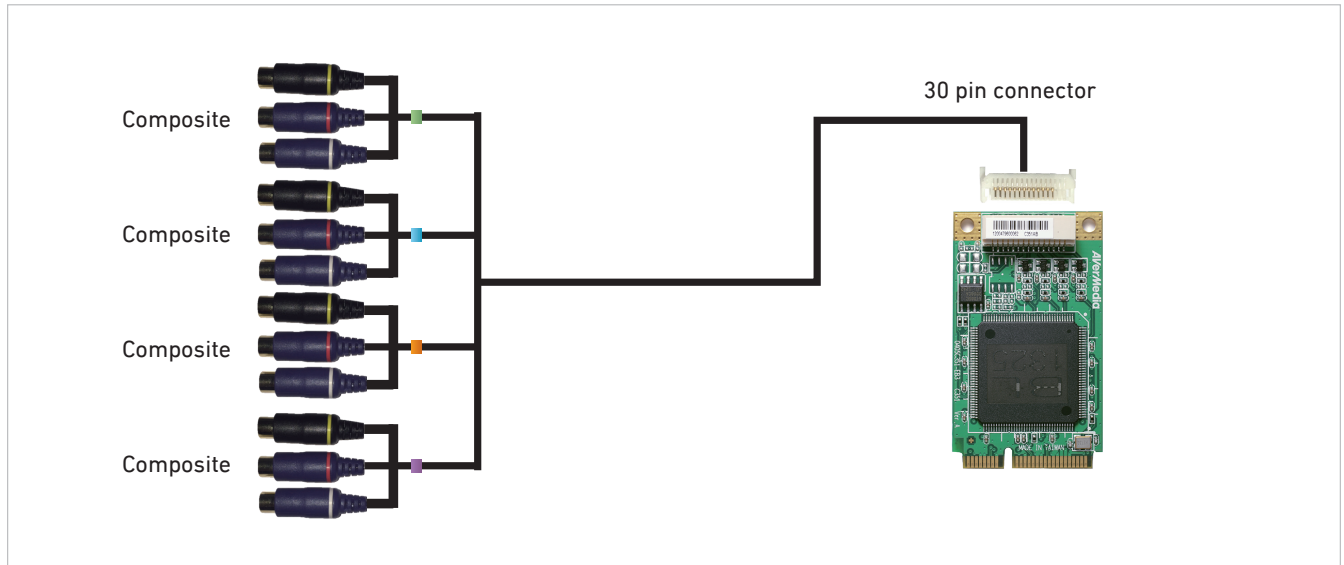 30 pin connector
Composite
Composite
Composite
Composite
AVerMedia
MADE IN TAIWAN